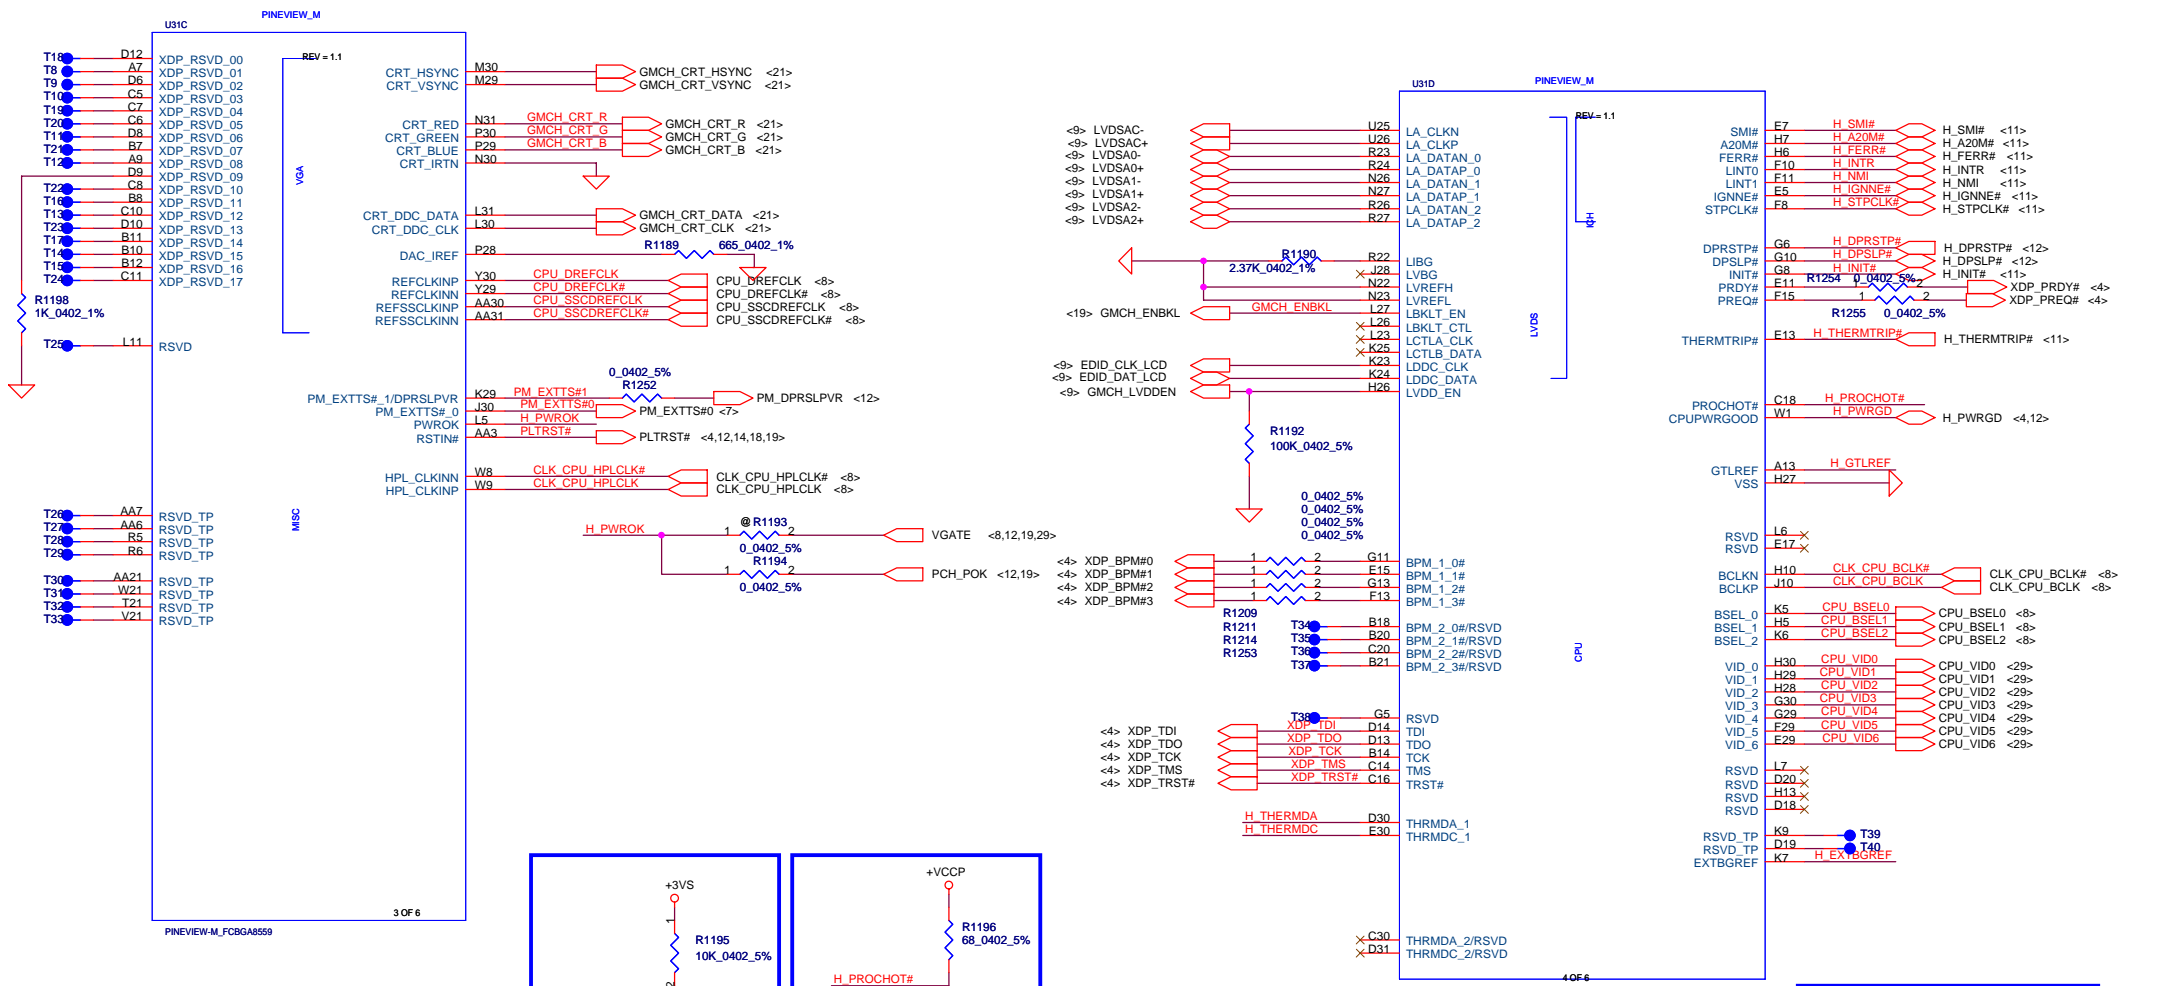 PINEVIEW_M
U31C
REV = 1.1
T18 D12 XDP_RSVD_00
T8 A7 XDP_RSVD_01
T9 D6 XDP_RSVD_02
T10 C5 XDP_RSVD_03
T19 C7 XDP_RSVD_04
T20 C6 XDP_RSVD_05
T11 D8 XDP_RSVD_06
T21 B7 XDP_RSVD_07
T12 A9 XDP_RSVD_08
D9 XDP_RSVD_09
T22 C8 XDP_RSVD_10
T16 B8 XDP_RSVD_11
T13 C10 XDP_RSVD_12
T23 D10 XDP_RSVD_13
T17 B11 XDP_RSVD_14
T14 B10 XDP_RSVD_15
T15 B12 XDP_RSVD_16
T24 C11 XDP_RSVD_17
R1198
1K_0402_1%
T25 L11 RSVD
T26 AA7 RSVD_TP
T27 AA6 RSVD_TP
T28 R5 RSVD_TP
T29 R6 RSVD_TP
T30 AA21 RSVD_TP
T31 W21 RSVD_TP
T32 T21 RSVD_TP
T33 V21 RSVD_TP
VGA
MISC
CRT_HSYNC M30 GMCH_CRT_HSYNC <21>
CRT_VSYNC M29 GMCH_CRT_VSYNC <21>
CRT_RED N31 GMCH_CRT_R GMCH_CRT_R <21>
CRT_GREEN P30 GMCH_CRT_G GMCH_CRT_G <21>
CRT_BLUE P29 GMCH_CRT_B GMCH_CRT_B <21>
CRT_IRTN N30
CRT_DDC_DATA L31 GMCH_CRT_DATA <21>
CRT_DDC_CLK L30 GMCH_CRT_CLK <21>
R1189 665_0402_1%
DAC_IREF P28
REFCLKINP Y30 CPU_DREFCLK CPU_DREFCLK <8>
REFCLKINN Y29 CPU_DREFCLK# CPU_DREFCLK# <8>
REFSSCLKINP AA30 CPU_SSCDREFCLK CPU_SSCDREFCLK <8>
REFSSCLKINN AA31 CPU_SSCDREFCLK# CPU_SSCDREFCLK# <8>
0_0402_5%
R1252
PM_EXTTS#_1/DPRSLPVR K29 PM_EXTTS#1 PM_DPRSLPVR <12>
PM_EXTTS#_0 J30 PM_EXTTS#0 PM_EXTTS#0 <7>
PWROK L5 H_PWROK
RSTIN# AA3 PLTRST# PLTRST# <4,12,14,18,19>
HPL_CLKINN W8 CLK_CPU_HPLCLK# CLK_CPU_HPLCLK# <8>
HPL_CLKINP W9 CLK_CPU_HPLCLK CLK_CPU_HPLCLK <8>
3 OF 6
PINEVIEW-M_FCBGA8559
@ R1193
H_PWROK 1 2 VGATE <8,12,19,29>
0_0402_5%
R1194
1 2 PCH_POK <12,19>
0_0402_5%
+3VS
1
R1195
10K_0402_5%
2
+VCCP
R1196
68_0402_5%
H_PROCHOT#
PINEVIEW_M
U31D
REV = 1.1
<9> LVDSAC- U25 LA_CLKN
<9> LVDSAC+ U26 LA_CLKP
<9> LVDSA0- R23 LA_DATAN_0
<9> LVDSA0+ R24 LA_DATAP_0
<9> LVDSA1- N26 LA_DATAN_1
<9> LVDSA1+ N27 LA_DATAP_1
<9> LVDSA2- R26 LA_DATAN_2
<9> LVDSA2+ R27 LA_DATAP_2
R1190
2.37K_0402_1%
R22 LIBG
J28 LVBG
N22 LVREFH
N23 LVREFL
<19> GMCH_ENBKL GMCH_ENBKL L27 LBKLT_EN
L26 LBKLT_CTL
L23 LCTLA_CLK
K25 LCTLB_DATA
<9> EDID_CLK_LCD K23 LDDC_CLK
<9> EDID_DAT_LCD K24 LDDC_DATA
<9> GMCH_LVDDEN H26 LVDD_EN
R1192
100K_0402_5%
0_0402_5%
0_0402_5%
0_0402_5%
0_0402_5%
<4> XDP_BPM#0 1 2 G11 BPM_1_0#
<4> XDP_BPM#1 1 2 E15 BPM_1_1#
<4> XDP_BPM#2 1 2 G13 BPM_1_2#
<4> XDP_BPM#3 1 2 F13 BPM_1_3#
R1209
R1211
R1214
R1253
T34 B18 BPM_2_0#/RSVD
T35 B20 BPM_2_1#/RSVD
T36 C20 BPM_2_2#/RSVD
T37 B21 BPM_2_3#/RSVD
T38 G5 RSVD
<4> XDP_TDI XDP_TDI D14 TDI
<4> XDP_TDO XDP_TDO D13 TDO
<4> XDP_TCK XDP_TCK B14 TCK
<4> XDP_TMS XDP_TMS C14 TMS
<4> XDP_TRST# XDP_TRST# C16 TRST#
H_THERMDA D30 THRMDA_1
H_THERMDC E30 THRMDC_1
C30 THRMDA_2/RSVD
D31 THRMDC_2/RSVD
LVDS
ICH
CPU
SMI# E7 H_SMI# H_SMI# <11>
A20M# H7 H_A20M# H_A20M# <11>
FERR# H6 H_FERR# H_FERR# <11>
LINT0 F10 H_INTR H_INTR <11>
LINT1 F11 H_NMI H_NMI <11>
IGNNE# E5 H_IGNNE# H_IGNNE# <11>
STPCLK# F8 H_STPCLK# H_STPCLK# <11>
DPRSTP# G6 H_DPRSTP# H_DPRSTP# <12>
DPSLP# G10 H_DPSLP# H_DPSLP# <12>
INIT# G8 H_INIT# H_INIT# <11>
R1254 0_0402_5%
PRDY# E11 1 2 XDP_PRDY# <4>
PREQ# F15 1 2 XDP_PREQ# <4>
R1255 0_0402_5%
THERMTRIP# E13 H_THERMTRIP# H_THERMTRIP# <11>
PROCHOT# C18 H_PROCHOT#
CPUPWRGOOD W1 H_PWRGD H_PWRGD <4,12>
GTLREF A13 H_GTLREF
VSS H27
RSVD L6
RSVD E17
BCLKN H10 CLK_CPU_BCLK# CLK_CPU_BCLK# <8>
BCLKP J10 CLK_CPU_BCLK CLK_CPU_BCLK <8>
BSEL_0 K5 CPU_BSEL0 CPU_BSEL0 <8>
BSEL_1 H5 CPU_BSEL1 CPU_BSEL1 <8>
BSEL_2 K6 CPU_BSEL2 CPU_BSEL2 <8>
VID_0 H30 CPU_VID0 CPU_VID0 <29>
VID_1 H29 CPU_VID1 CPU_VID1 <29>
VID_2 H28 CPU_VID2 CPU_VID2 <29>
VID_3 G30 CPU_VID3 CPU_VID3 <29>
VID_4 G29 CPU_VID4 CPU_VID4 <29>
VID_5 F29 CPU_VID5 CPU_VID5 <29>
VID_6 E29 CPU_VID6 CPU_VID6 <29>
RSVD L7
RSVD D20
RSVD H13
RSVD D18
RSVD_TP K9 T39
RSVD_TP D19 T40
EXTBGREF K7 H_EXTBGREF
4 OF 6